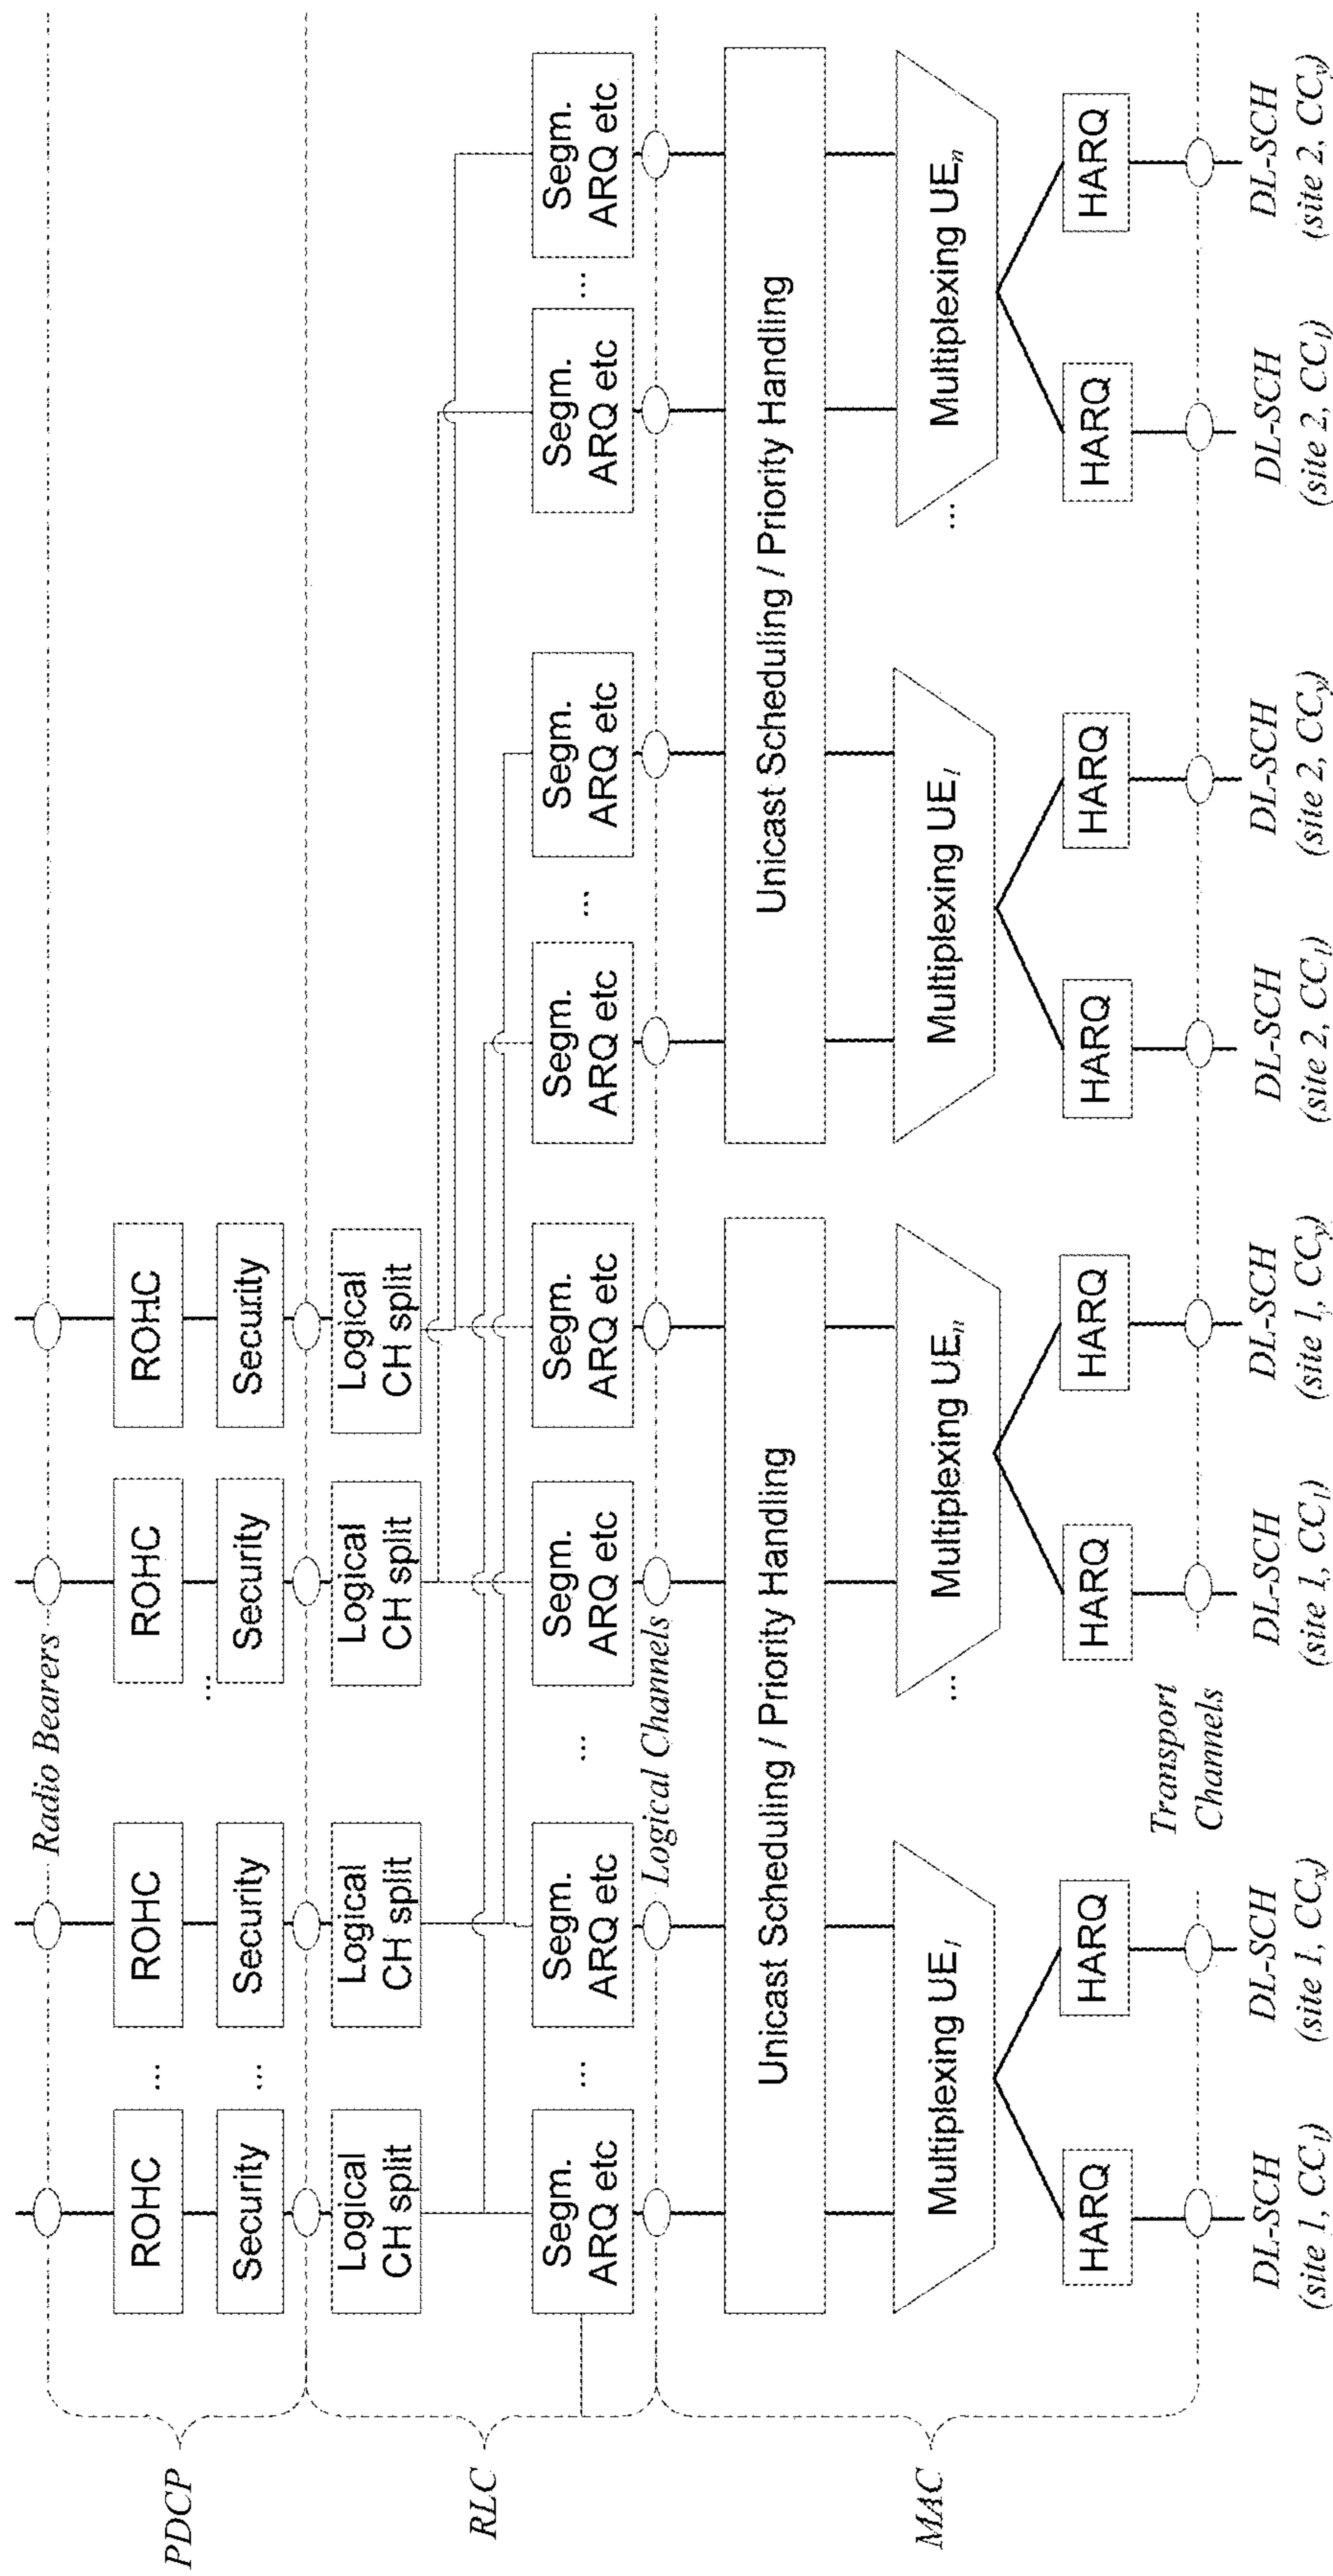 Radio Bearers
PDCP
ROHC
...
ROHC
ROHC
ROHC
Security
...
Security
...
Security
Security
RLC
Logical
CH split
Logical
CH split
Logical
CH split
Logical
CH split
Segm.
ARQ etc
...
Segm.
ARQ etc
...
Segm.
ARQ etc
Segm.
ARQ etc
Segm.
ARQ etc
...
Segm.
ARQ etc
Segm.
ARQ etc
...
Segm.
ARQ etc
Logical Channels
MAC
Unicast Scheduling / Priority Handling
Unicast Scheduling / Priority Handling
Multiplexing UE1
...
Multiplexing UEn
Multiplexing UE1
...
Multiplexing UEn
HARQ
HARQ
HARQ
HARQ
HARQ
HARQ
HARQ
HARQ
Transport
Channels
DL-SCH
(site 1, CC1)
DL-SCH
(site 1, CCx)
DL-SCH
(site 1, CC1)
DL-SCH
(site 1, CCy)
DL-SCH
(site 2, CC1)
DL-SCH
(site 2, CCy)
DL-SCH
(site 2, CC1)
DL-SCH
(site 2, CCy)